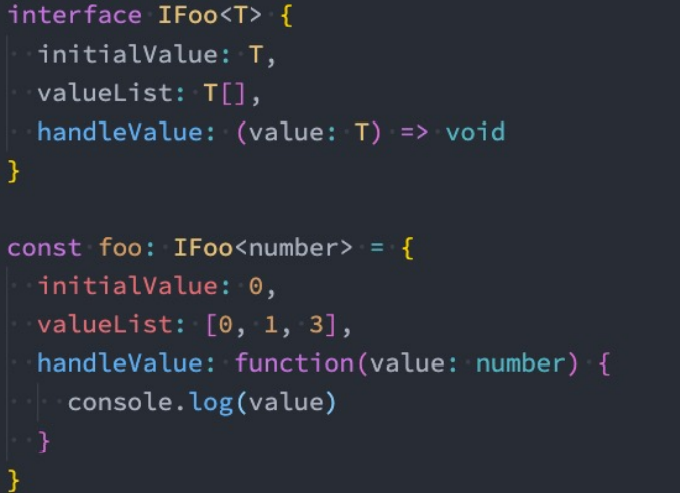 interface IFoo<T> {
  initialValue: T,
  valueList: T[],
  handleValue: (value: T) => void
}

const foo: IFoo<number> = {
  initialValue: 0,
  valueList: [0, 1, 3],
  handleValue: function(value: number) {
    console.log(value)
  }
}